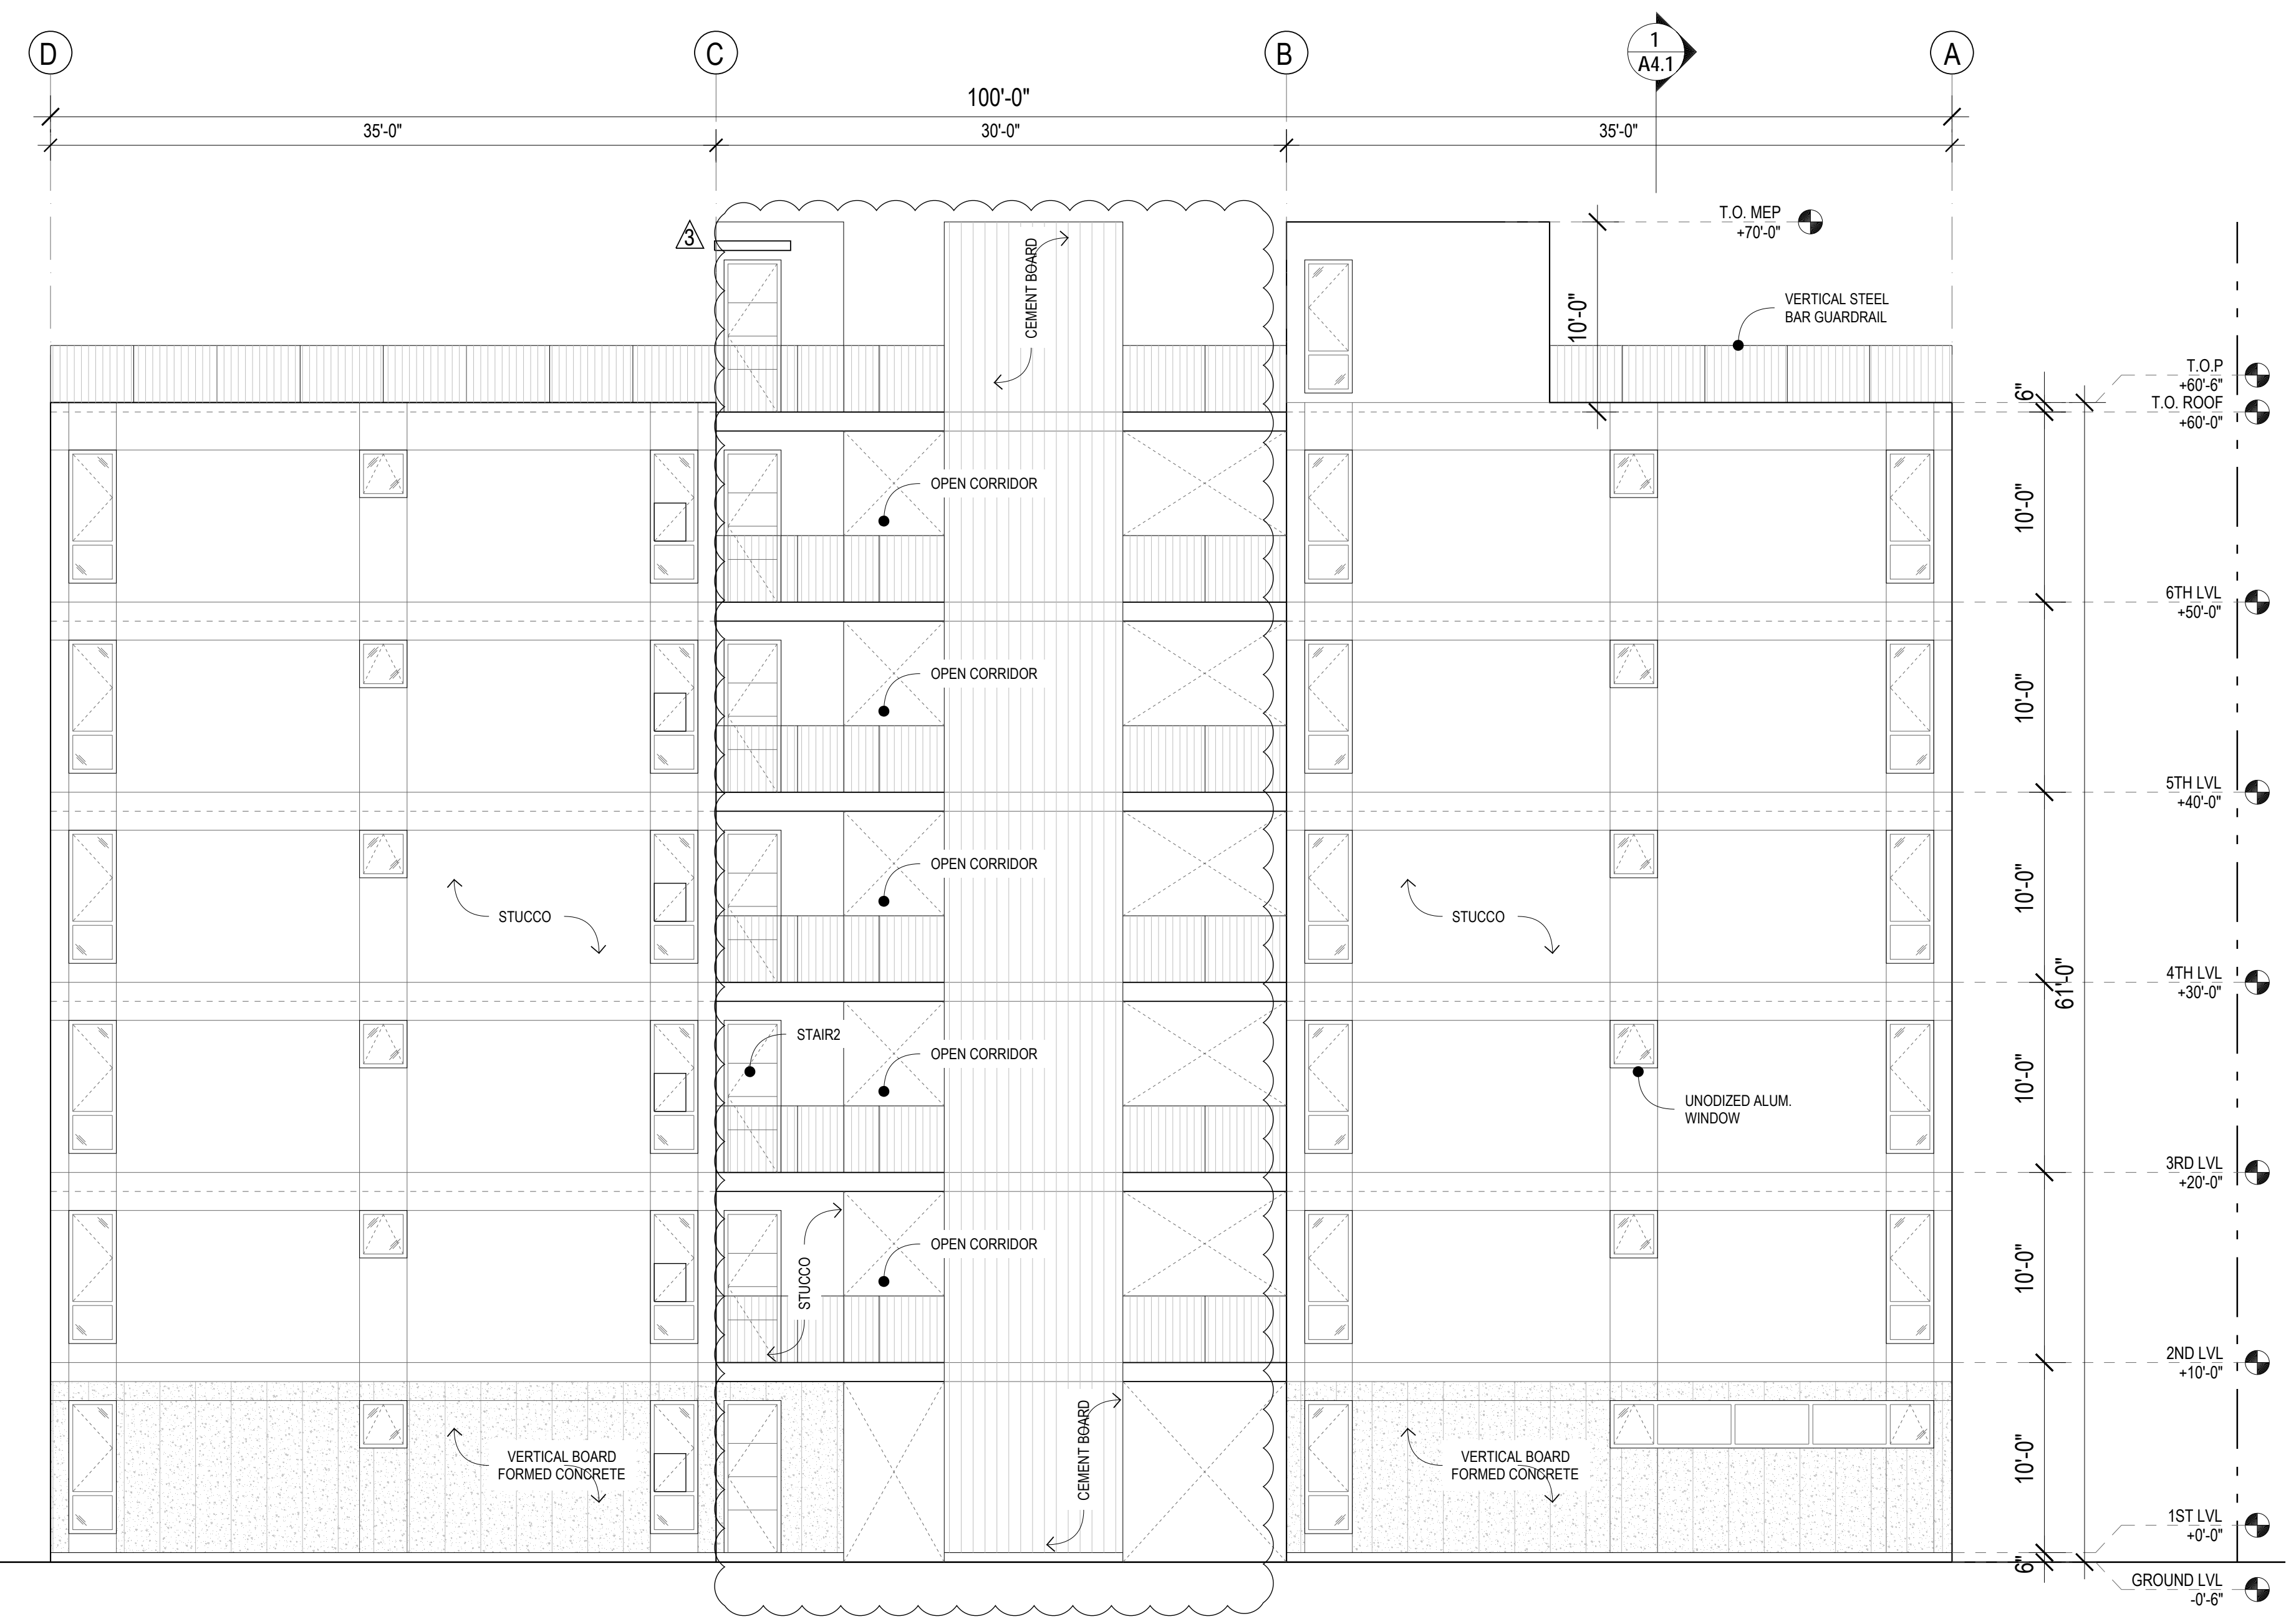 D
C
B
1
A4.1
A
100'-0"
35'-0"
30'-0"
35'-0"
3
CEMENT BOARD
T.O. MEP
+70'-0"
10'-0"
VERTICAL STEEL
BAR GUARDRAIL
T.O.P
+60'-6"
6"
T.O. ROOF
+60'-0"
OPEN CORRIDOR
10'-0"
6TH LVL
+50'-0"
OPEN CORRIDOR
10'-0"
5TH LVL
+40'-0"
OPEN CORRIDOR
10'-0"
STUCCO
STUCCO
4TH LVL
+30'-0"
61'-0"
STAIR2
OPEN CORRIDOR
10'-0"
UNODIZED ALUM.
WINDOW
3RD LVL
+20'-0"
OPEN CORRIDOR
STUCCO
10'-0"
2ND LVL
+10'-0"
CEMENT BOARD
VERTICAL BOARD
FORMED CONCRETE
VERTICAL BOARD
FORMED CONCRETE
10'-0"
1ST LVL
+0'-0"
6"
GROUND LVL
-0'-6"